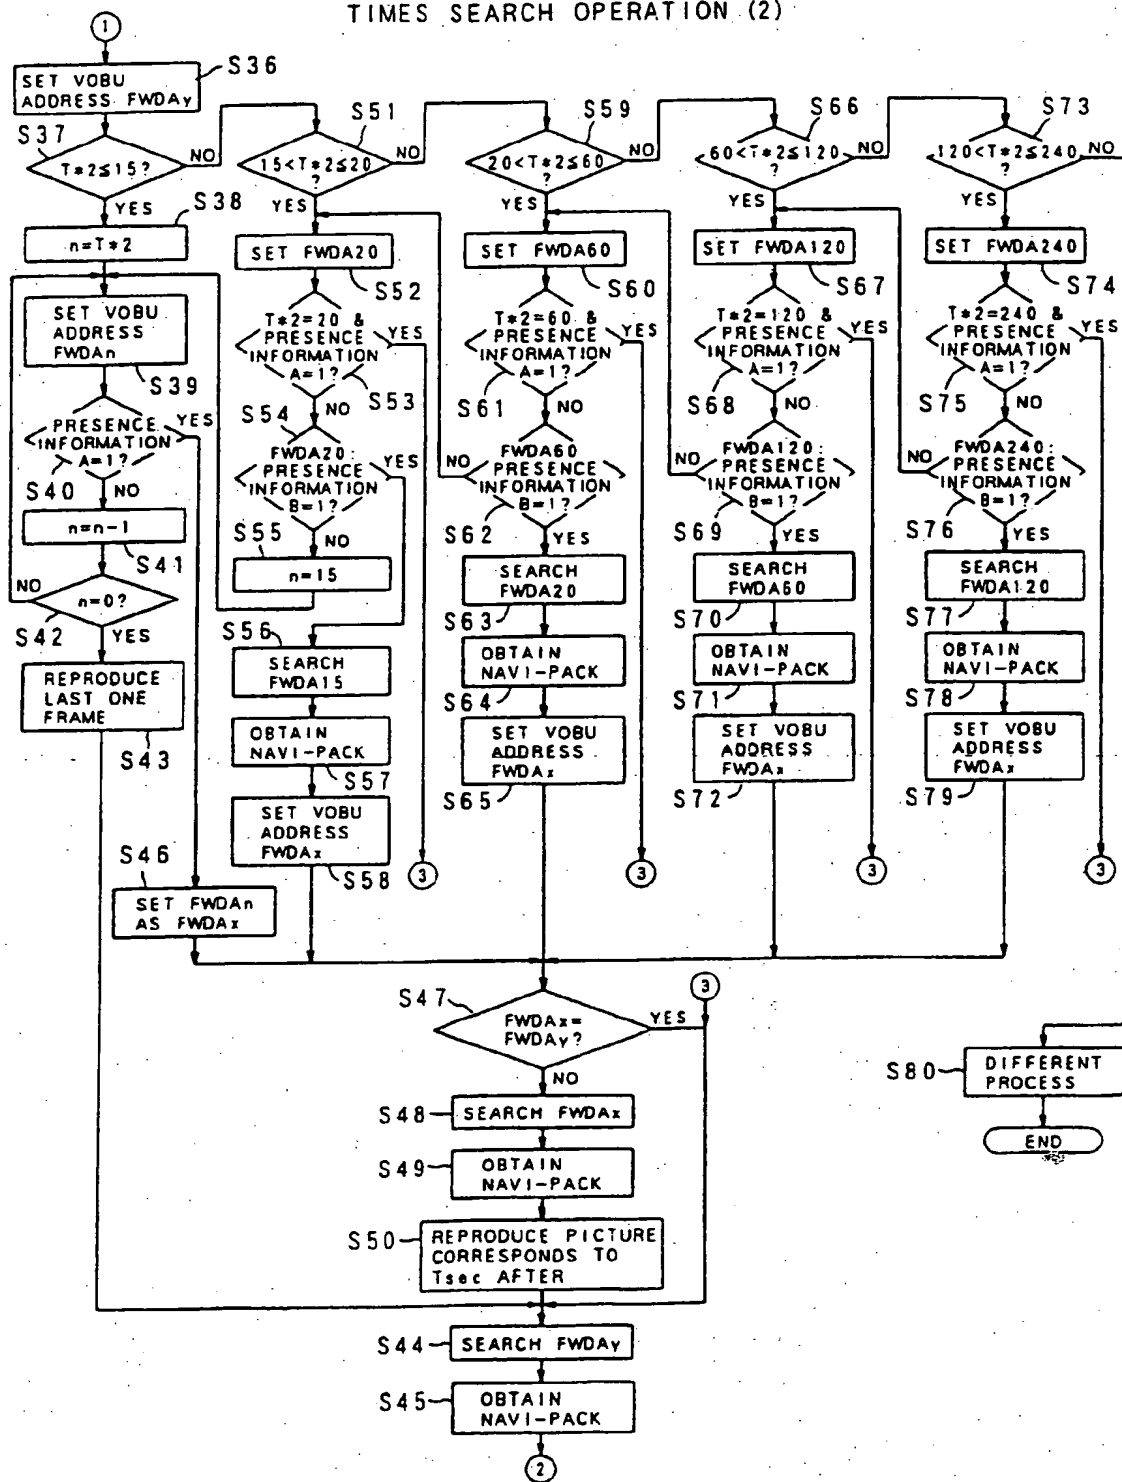 TIMES SEARCH OPERATION (2)
1
SET VOBU
ADDRESS FWDAy
S36
S37
T*2≦15?
NO
YES
S38
n=T*2
SET VOBU
ADDRESS
FWDAn
S39
PRESENCE
INFORMATION
A=1?
YES
S40
NO
n=n-1
S41
NO
n=0?
S42
YES
REPRODUCE
LAST ONE
FRAME
S43
S46
SET FWDAn
AS FWDAx
S51
15<T*2≦20
?
NO
YES
SET FWDA20
S52
T*2=20 &
PRESENCE
INFORMATION
A=1?
YES
S53
NO
S54
FWDA20:
PRESENCE
INFORMATION
B=1?
YES
NO
S55
n=15
S56
SEARCH
FWDA15
OBTAIN
NAVI-PACK
S57
SET VOBU
ADDRESS
FWDAx
S58
3
S59
20<T*2≦60
?
NO
YES
SET FWDA60
S60
T*2=60 &
PRESENCE
INFORMATION
A=1?
YES
S61
NO
FWDA60
PRESENCE
INFORMATION
B=1?
NO
S62
YES
SEARCH
FWDA20
S63
OBTAIN
NAVI-PACK
S64
SET VOBU
ADDRESS
FWDAx
S65
3
S66
60<T*2≦120
?
NO
YES
SET FWDA120
S67
T*2=120 &
PRESENCE
INFORMATION
A=1?
YES
S68
NO
FWDA120:
PRESENCE
INFORMATION
B=1?
NO
S69
YES
SEARCH
FWDA60
S70
OBTAIN
NAVI-PACK
S71
SET VOBU
ADDRESS
FWDAx
S72
3
S73
120<T*2≦240
?
NO
YES
SET FWDA240
S74
T*2=240 &
PRESENCE
INFORMATION
A=1?
YES
S75
NO
FWDA240:
PRESENCE
INFORMATION
B=1?
NO
S76
YES
SEARCH
FWDA120
S77
OBTAIN
NAVI-PACK
S78
SET VOBU
ADDRESS
FWDAx
S79
3
S47
FWDAx=
FWDAy?
YES
3
NO
S48
SEARCH FWDAx
S49
OBTAIN
NAVI-PACK
S50
REPRODUCE PICTURE
CORRESPONDS TO
Tsec AFTER
S44
SEARCH FWDAy
S45
OBTAIN
NAVI-PACK
2
S80
DIFFERENT
PROCESS
END